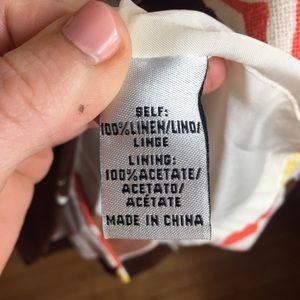 SELF:
100%LINEN/LINO/
LINGE
LINING:
100%ACETATE/
ACETATO/
ACÉTATE
MADE IN CHINA